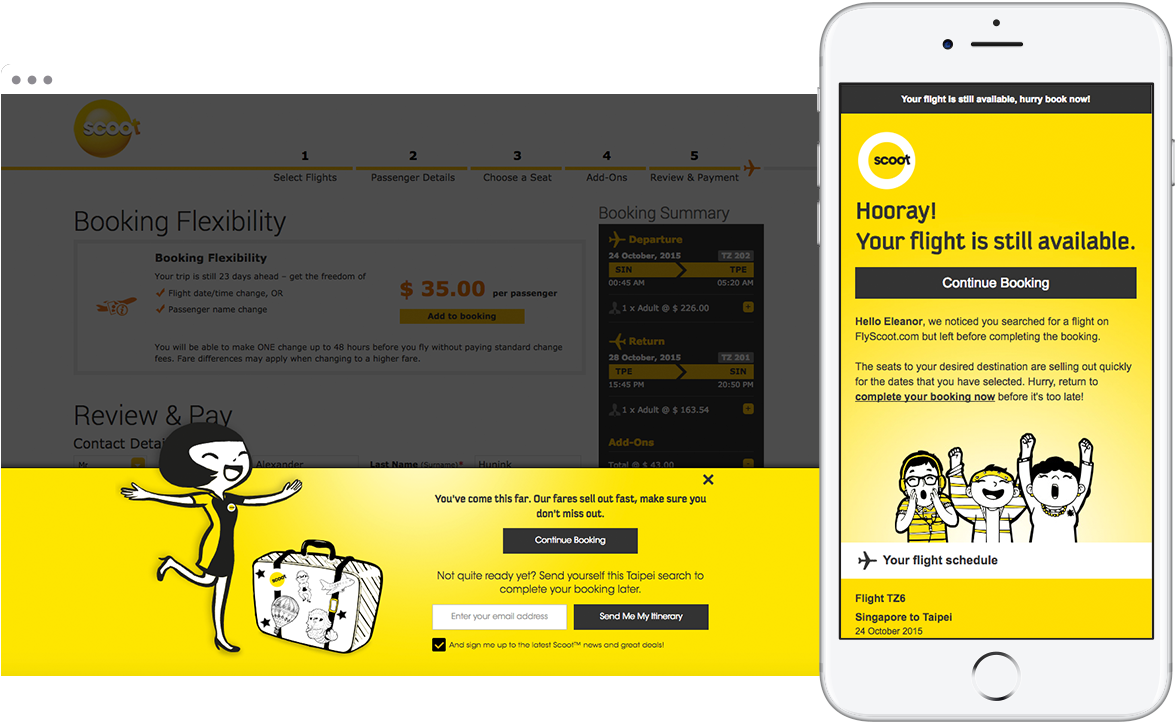 scoot
1 2 3 4 5
Select Flights Passenger Details Choose a Seat Add-Ons Review & Payment
Booking Flexibility
Booking Flexibility
Your trip is still 23 days ahead – get the freedom of
Flight date/time change, OR
Passenger name change
$ 35.00 per passenger
Add to booking
You will be able to make ONE change up to 48 hours before you fly without paying standard change
fees. Fare differences may apply when changing to a higher fare.
Review & Pay
Contact Detai
Mr
Alexander
Last Name (Surname)*
Hunink
Booking Summary
Departure
24 October, 2015 TZ 202
SIN TPE
00:45 AM 05:20 AM
1 x Adult @ $ 226.00
Return
28 October, 2015 TZ 201
TPE SIN
15:45 PM 20:50 PM
1 x Adult @ $ 163.54
Add-Ons
Total @ $ 43.00
You've come this far. Our fares sell out fast, make sure you
don't miss out.
Continue Booking
Not quite ready yet? Send yourself this Taipei search to
complete your booking later.
Enter your email address
Send Me My Itinerary
And sign me up to the latest Scoot™ news and great deals!
scoot
Your flight is still available, hurry book now!
scoot
Hooray!
Your flight is still available.
Continue Booking
Hello Eleanor, we noticed you searched for a flight on
FlyScoot.com but left before completing the booking.
The seats to your desired destination are selling out quickly
for the dates that you have selected. Hurry, return to
complete your booking now before it's too late!
Your flight schedule
Flight TZ6
Singapore to Taipei
24 October 2015